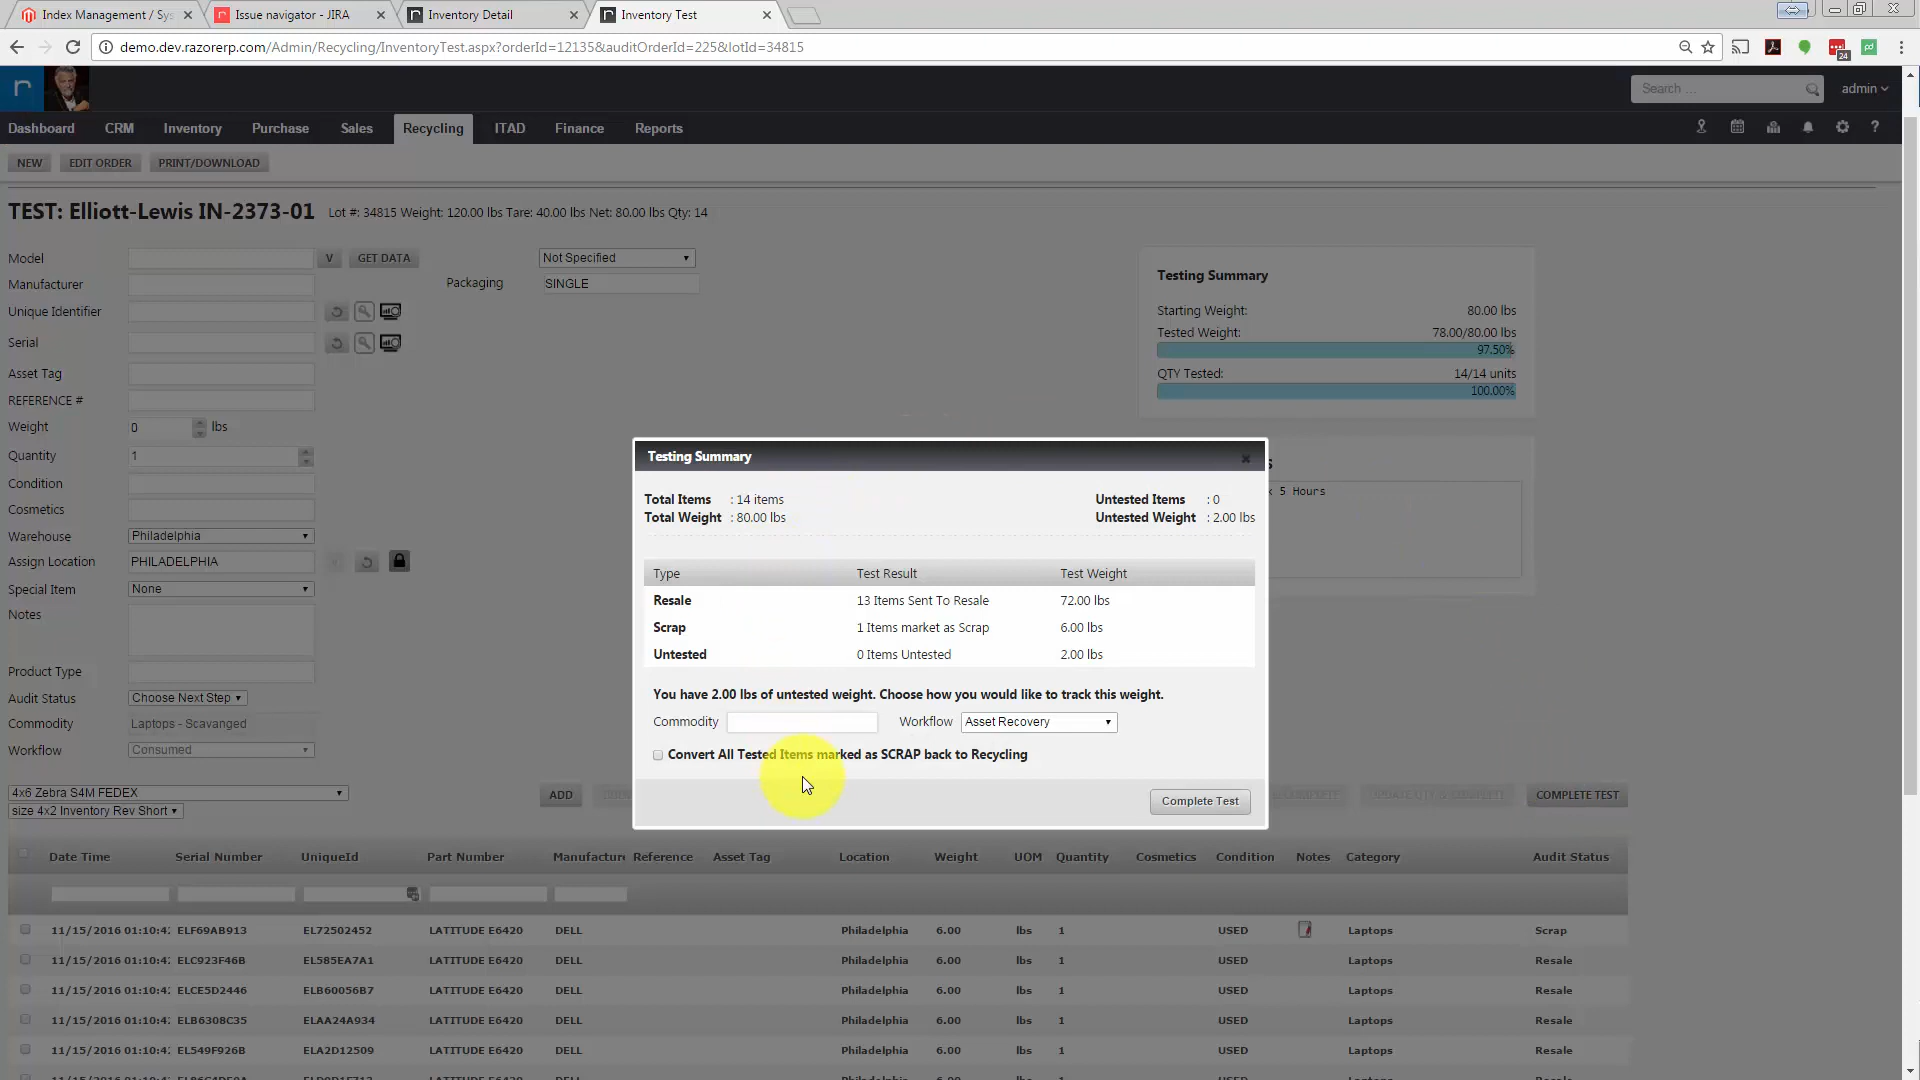 Index Management / Sys
Issue navigator - JIRA
Inventory Detail
Inventory Test
demo.dev.razorerp.com/Admin/Recycling/InventoryTest.aspx?orderId=12135&auditOrderId=225&lotId=34815
24
r
Search ...
admin
Dashboard CRM Inventory Purchase Sales Recycling ITAD Finance Reports
NEW EDIT ORDER PRINT/DOWNLOAD
TEST: Elliott-Lewis IN-2373-01 Lot #: 34815 Weight: 120.00 lbs Tare: 40.00 lbs Net: 80.00 lbs Qty: 14
Model V GET DATA Not Specified
Manufacturer Packaging SINGLE
Unique Identifier
Serial
Asset Tag
REFERENCE #
Weight 0 lbs
Quantity 1
Condition
Cosmetics
Warehouse Philadelphia
Assign Location PHILADELPHIA
Special Item None
Notes
Product Type
Audit Status Choose Next Step
Commodity Laptops - Scavanged
Workflow Consumed
4x6 Zebra S4M FEDEX
size 4x2 Inventory Rev Short
Testing Summary
Starting Weight: 80.00 lbs
Tested Weight: 78.00/80.00 lbs
97.50%
QTY Tested: 14/14 units
100.00%
5 Hours
Testing Summary
Total Items : 14 items Untested Items : 0
Total Weight : 80.00 lbs Untested Weight : 2.00 lbs
Type Test Result Test Weight
Resale 13 Items Sent To Resale 72.00 lbs
Scrap 1 Items market as Scrap 6.00 lbs
Untested 0 Items Untested 2.00 lbs
You have 2.00 lbs of untested weight. Choose how you would like to track this weight.
Commodity Workflow Asset Recovery
Convert All Tested Items marked as SCRAP back to Recycling
Complete Test
ADD COMPLETE TEST
Date Time Serial Number UniqueId Part Number Manufacture Reference Asset Tag Location Weight UOM Quantity Cosmetics Condition Notes Category Audit Status
11/15/2016 01:10:4 ELF69AB913 EL72502452 LATITUDE E6420 DELL Philadelphia 6.00 lbs 1 USED Laptops Scrap
11/15/2016 01:10:4 ELC923F46B EL585EA7A1 LATITUDE E6420 DELL Philadelphia 6.00 lbs 1 USED Laptops Resale
11/15/2016 01:10:4 ELCE5D2446 ELB60056B7 LATITUDE E6420 DELL Philadelphia 6.00 lbs 1 USED Laptops Resale
11/15/2016 01:10:4 ELB6308C35 ELAA24A934 LATITUDE E6420 DELL Philadelphia 6.00 lbs 1 USED Laptops Resale
11/15/2016 01:10:4 EL549F926B ELA2D12509 LATITUDE E6420 DELL Philadelphia 6.00 lbs 1 USED Laptops Resale